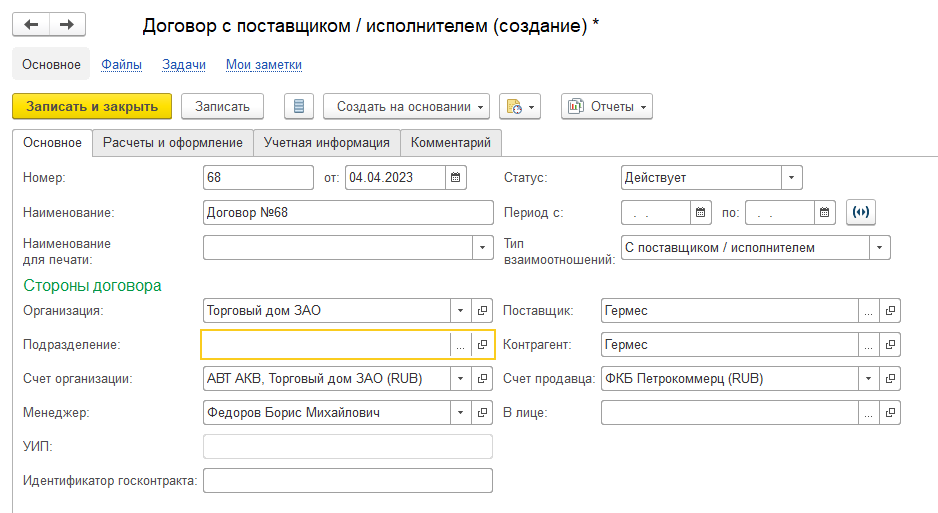 Договор с поставщиком / исполнителем (создание) *
Основное Файлы Задачи Мои заметки
Записать и закрыть Записать Создать на основании Отчеты
Основное Расчеты и оформление Учетная информация Комментарий
Номер: 68 от: 04.04.2023 Статус: Действует
Наименование: Договор №68 Период с: . . по: . .
Наименование
для печати:
Тип
взаимоотношений: С поставщиком / исполнителем
Стороны договора
Организация: Торговый дом ЗАО Поставщик: Гермес
Подразделение: ... Контрагент: Гермес
Счет организации: АВТ АКВ, Торговый дом ЗАО (RUB) Счет продавца: ФКБ Петрокоммерц (RUB)
Менеджер: Федоров Борис Михайлович В лице:
УИП:
Идентификатор госконтракта: